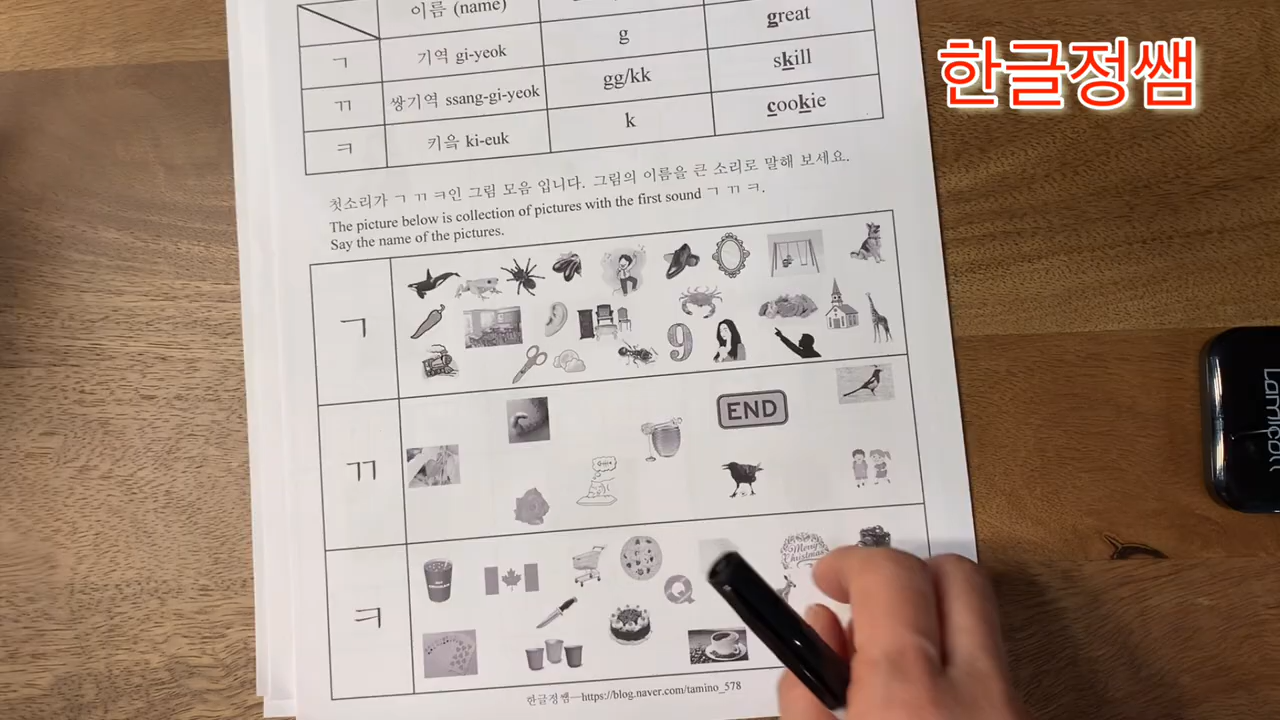 이름 (name)
great
ㄱ 기역 gi-yeok g
skill
ㄲ 쌍기역 ssang-gi-yeok gg/kk
cookie
ㅋ 키읔 ki-euk k
한글정쌤
첫소리가 ㄱ ㄲ ㅋ인 그림 모음 입니다. 그림의 이름을 큰 소리로 말해 보세요.
The picture below is collection of pictures with the first sound ㄱ ㄲ ㅋ.
Say the name of the pictures.
ㄱ
9
ㄲ
END
ㅋ
Merry
Christmas
Q
한글정쌤—https://blog.naver.com/tamino_578
Lamicall